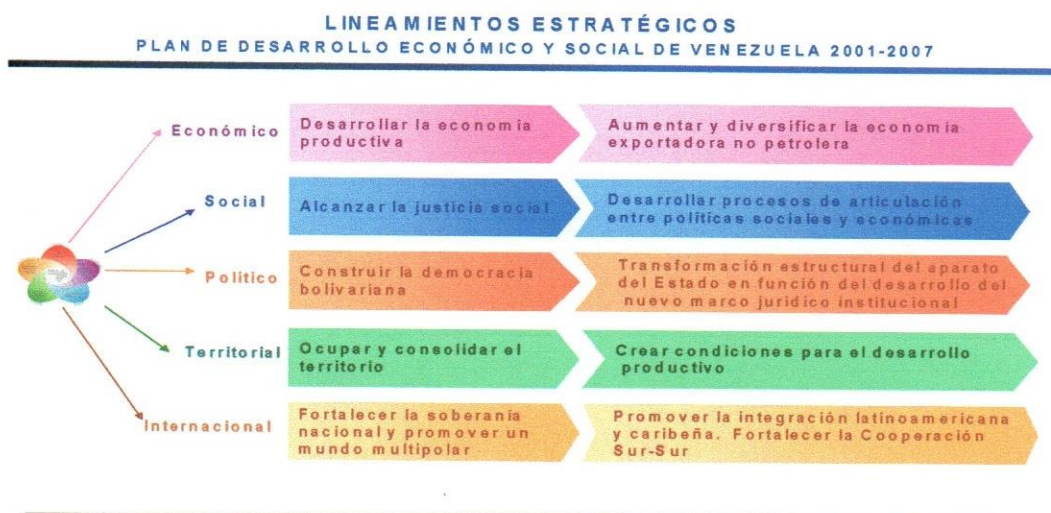 LINEAMIENTOS ESTRATÉGICOS
PLAN DE DESARROLLO ECONÓMICO Y SOCIAL DE VENEZUELA 2001-2007
Económico
Desarrollar la economía
productiva
Aumentar y diversificar la economía
exportadora no petrolera
Social
Alcanzar la justicia social
Desarrollar procesos de articulación
entre políticas sociales y económicas
Político
Construir la democracia
bolivariana
Transformación estructural del aparato
del Estado en función del desarrollo del
nuevo marco jurídico institucional
Territorial
Ocupar y consolidar el
territorio
Crear condiciones para el desarrollo
productivo
Internacional
Fortalecer la soberanía
nacional y promover un
mundo multipolar
Promover la integración latinoamericana
y caribeña. Fortalecer la Cooperación
Sur-Sur